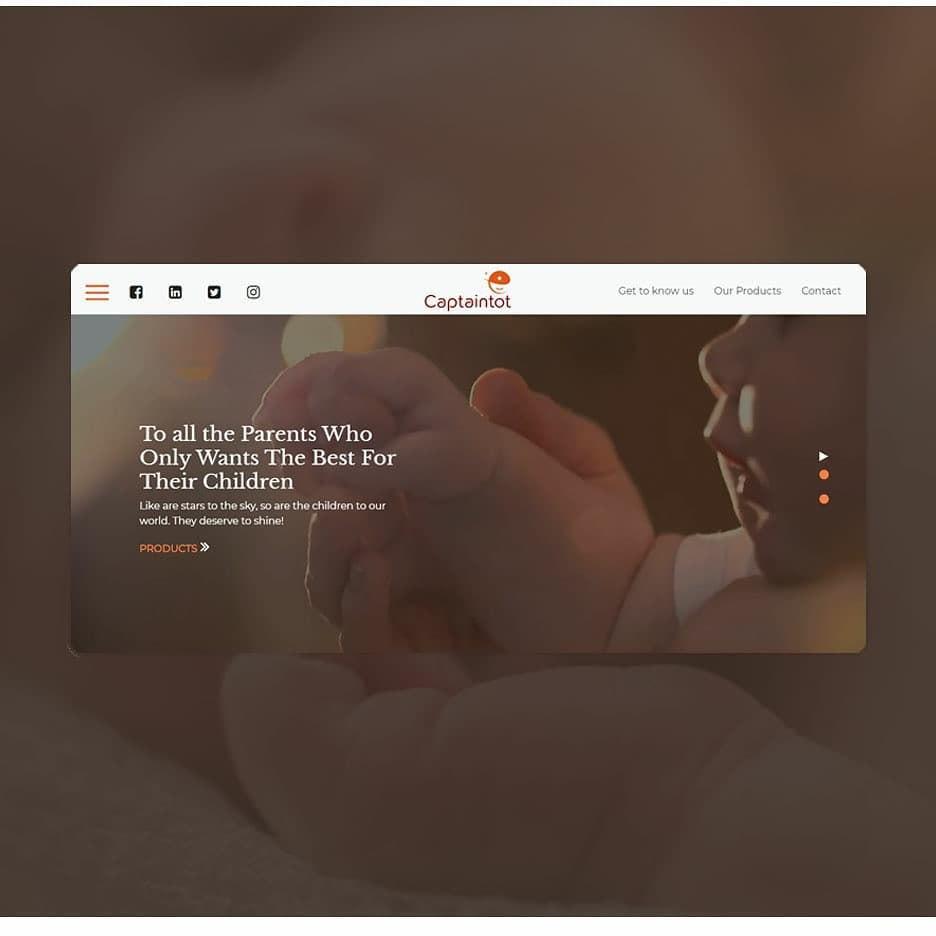 Captaintot
Get to know us
Our Products
Contact
To all the Parents Who
Only Wants The Best For
Their Children
Like are stars to the sky, so are the children to our
world. They deserve to shine!
PRODUCTS